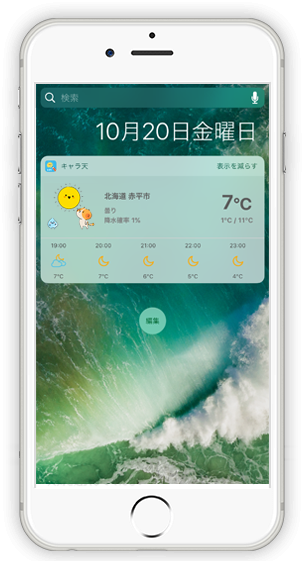 検索
10月20日金曜日
キャラ天 表示を減らす
北海道 赤平市
曇り
降水確率 1%
7℃
1℃ / 11℃
19:00 20:00 21:00 22:00 23:00
7℃ 7℃ 6℃ 5℃ 4℃
編集